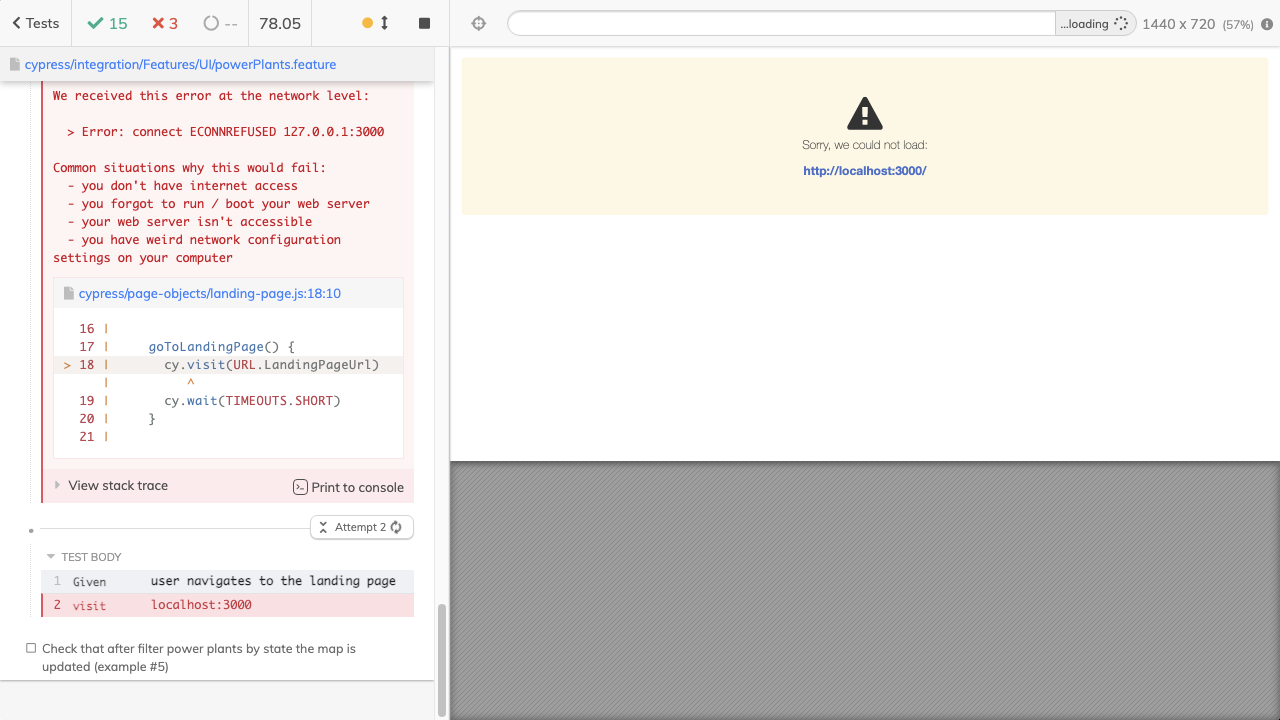 Tests 15 3 -- 78.05
...loading 1440 x 720 (57%)
cypress/integration/Features/UI/powerPlants.feature
We received this error at the network level:
> Error: connect ECONNREFUSED 127.0.0.1:3000
Common situations why this would fail:
- you don't have internet access
- you forgot to run / boot your web server
- your web server isn't accessible
- you have weird network configuration
settings on your computer
cypress/page-objects/landing-page.js:18:10
16 |
17 | goToLandingPage() {
> 18 | cy.visit(URL.LandingPageUrl)
| ^
19 | cy.wait(TIMEOUTS.SHORT)
20 | }
21 |
View stack trace
Print to console
Attempt 2
TEST BODY
1 Given user navigates to the landing page
2 visit localhost:3000
Check that after filter power plants by state the map is
updated (example #5)
Sorry, we could not load:
http://localhost:3000/